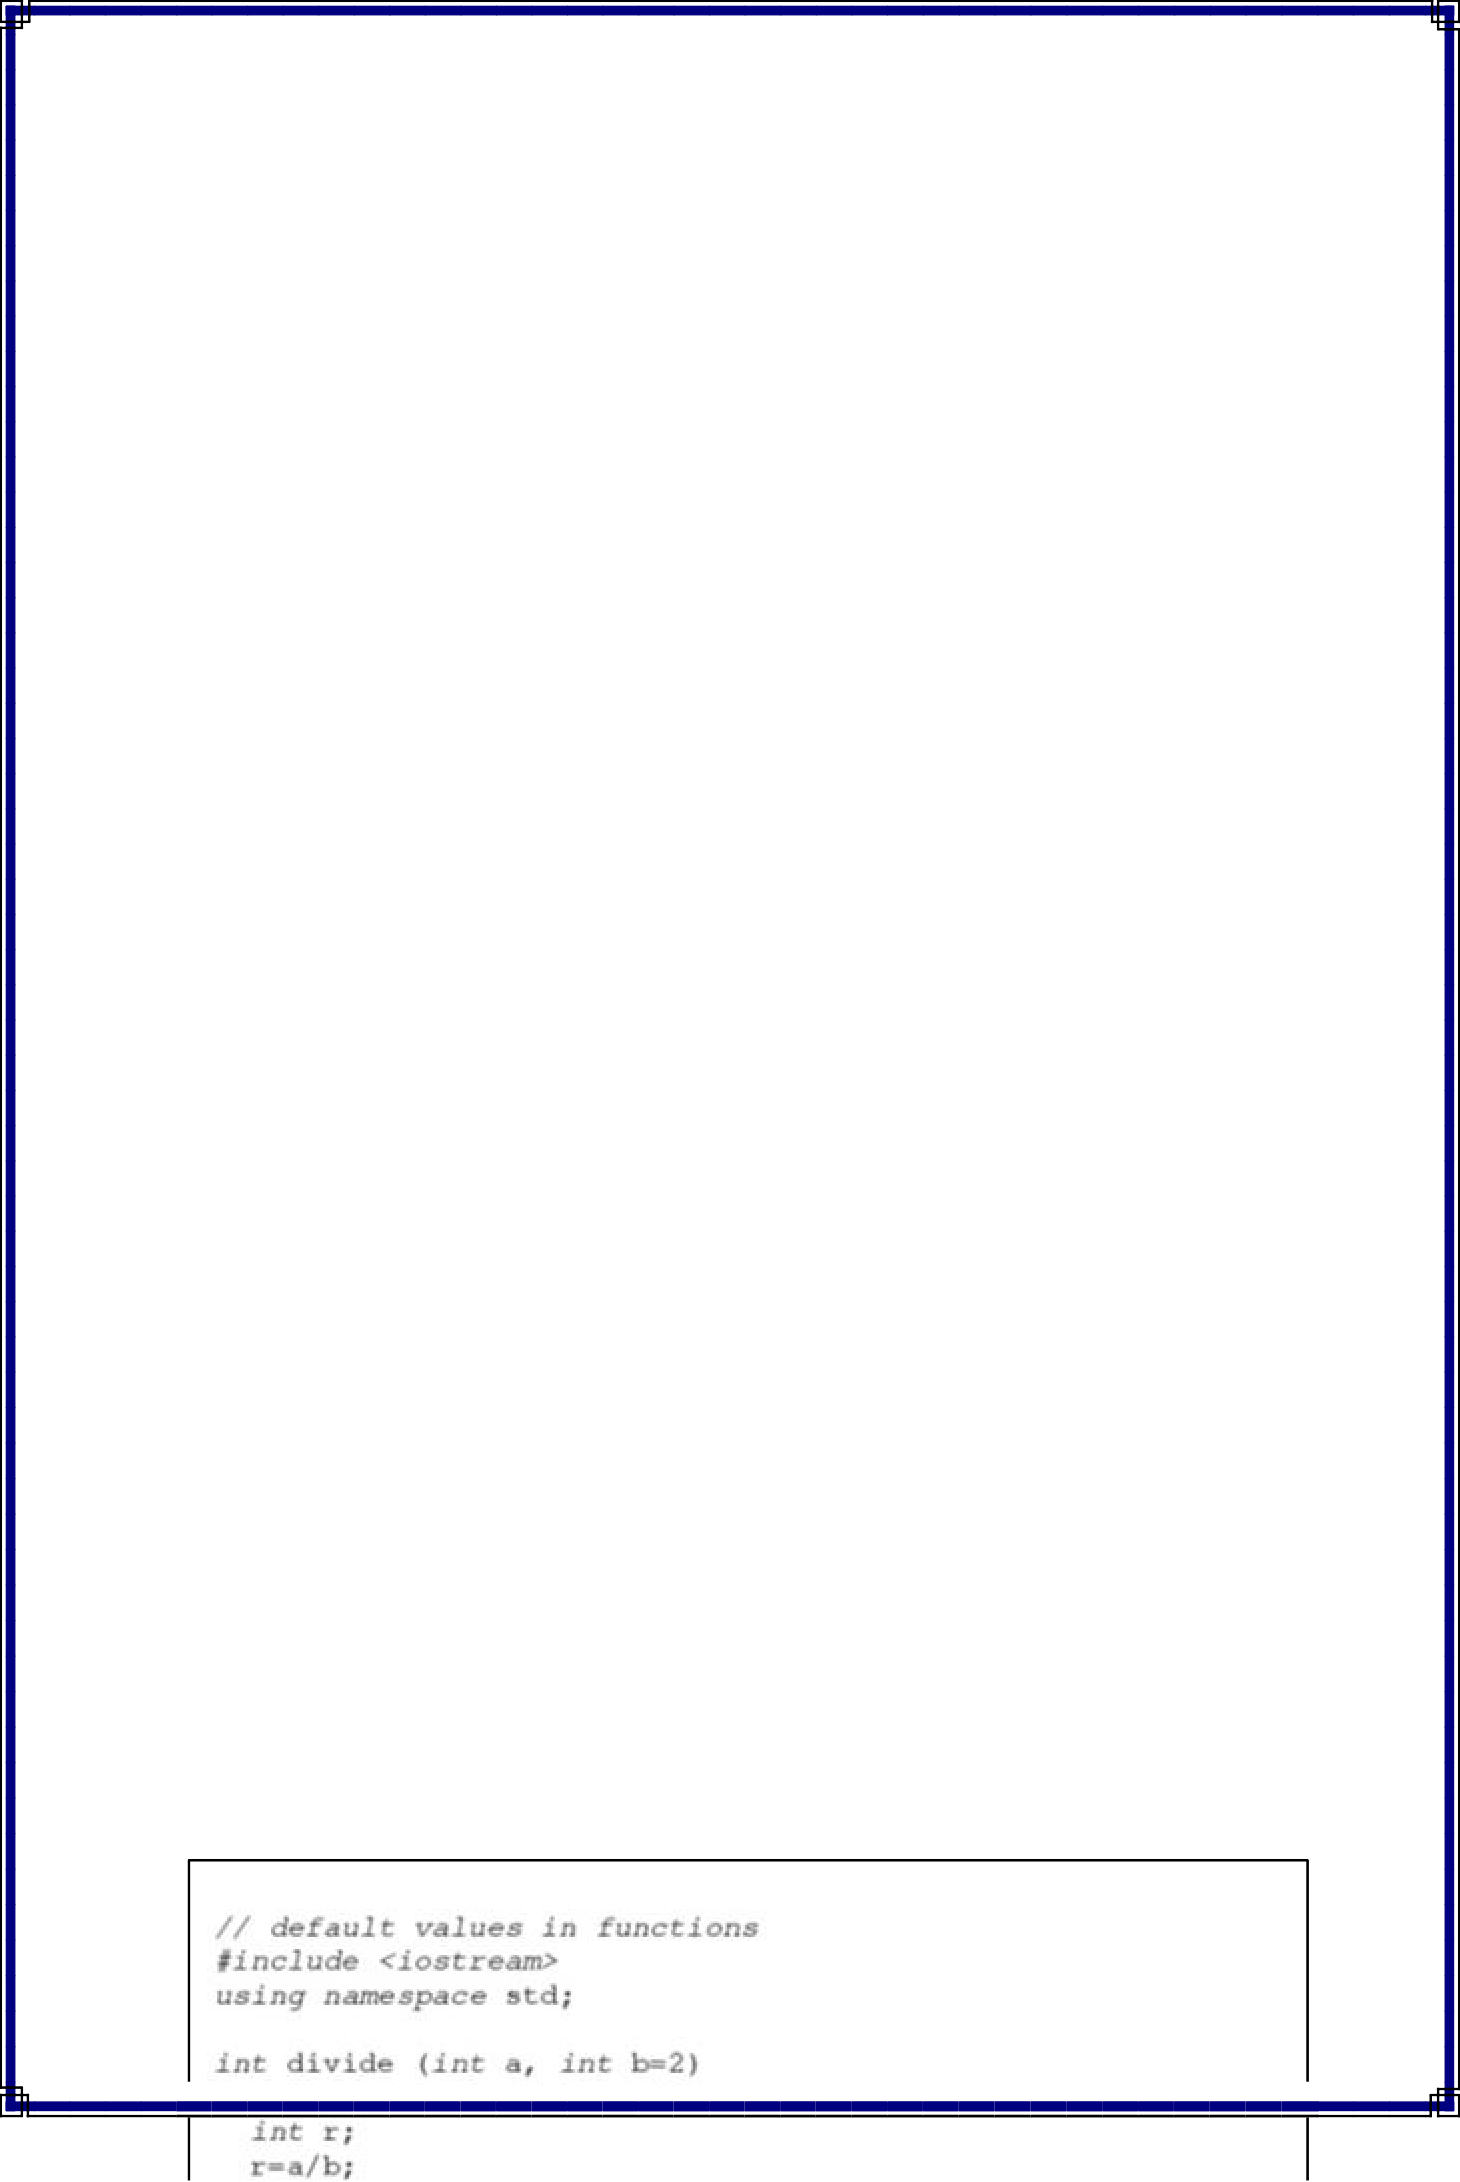 // default values in functions
#include <iostream>
using namespace std;
int divide (int a, int b=2)
int r;
r=a/b;